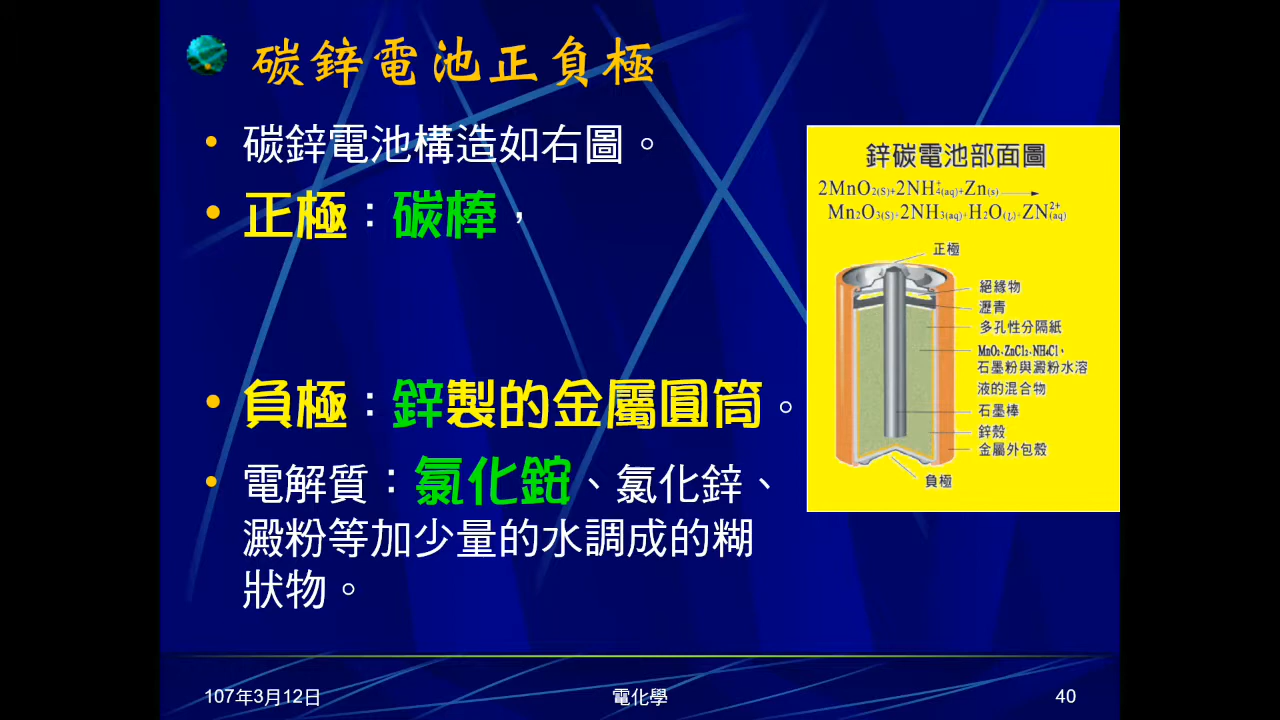 碳鋅電池正負極
• 碳鋅電池構造如右圖。
• 正極：碳棒，
• 負極：鋅製的金屬圓筒。
• 電解質：氯化銨、氯化鋅、
澱粉等加少量的水調成的糊
狀物。
鋅碳電池部面圖
2MnO2(S)+2NH4+(aq)+Zn(s)→
Mn2O3(S)+2NH3(aq)+H2O(ℓ)+ZN2+(aq)
正極
絕緣物
瀝青
多孔性分隔紙
MnO2、ZnCl2、NH4Cl，
石墨粉與澱粉水溶
液的混合物
石墨棒
鋅殼
金屬外包殼
負極
107年3月12日
電化學
40